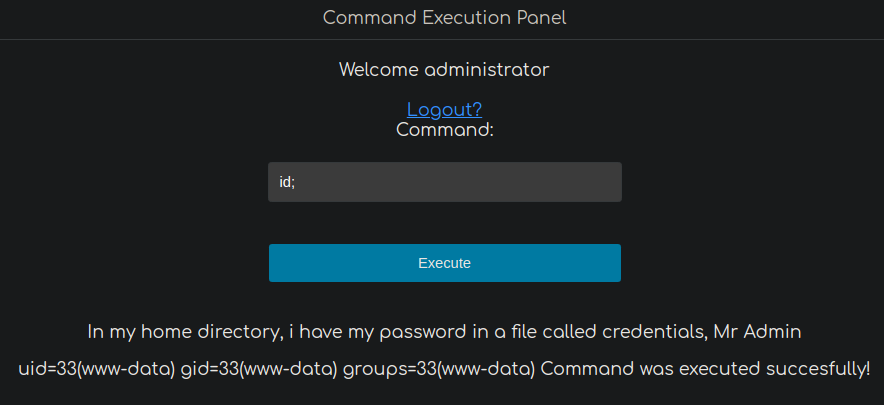 Command Execution Panel
Welcome administrator
Logout?
Command:
id;
Execute
In my home directory, i have my password in a file called credentials, Mr Admin
uid=33(www-data) gid=33(www-data) groups=33(www-data) Command was executed succesfully!